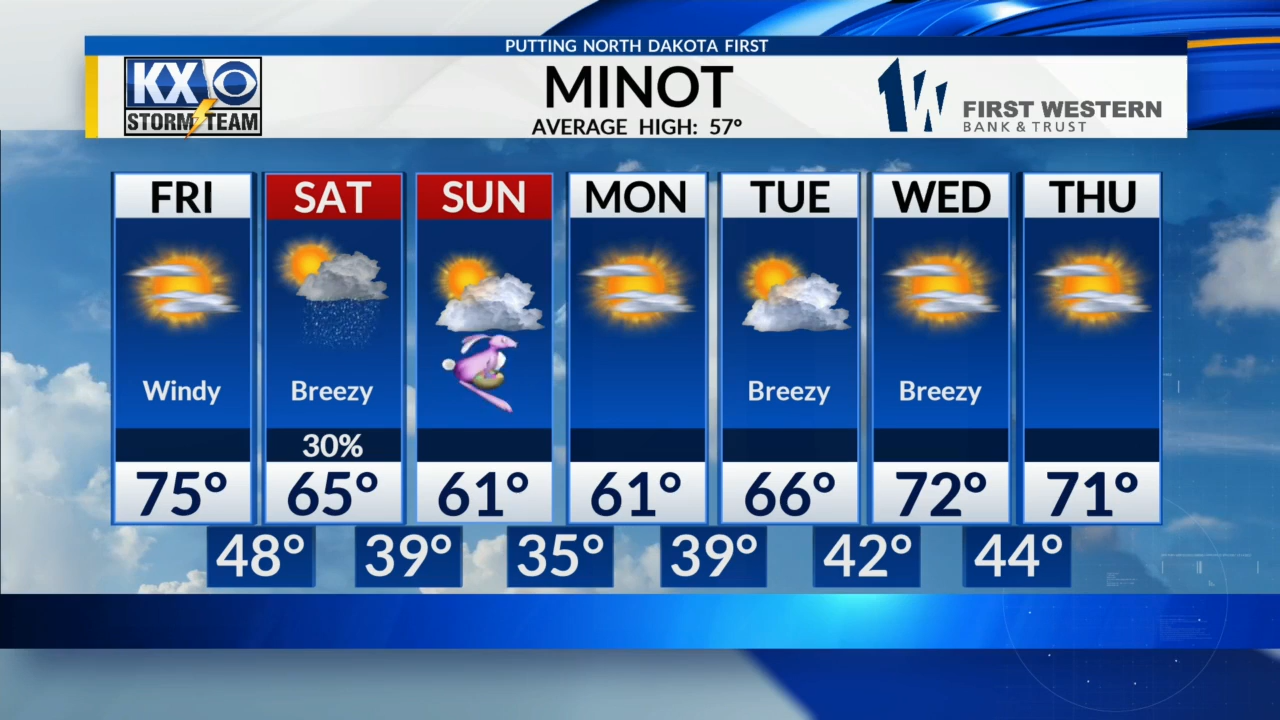 PUTTING NORTH DAKOTA FIRST
KX
STORM TEAM
MINOT
AVERAGE HIGH: 57°
1W
FIRST WESTERN
BANK & TRUST
FRI SAT SUN MON TUE WED THU
Windy Breezy Breezy Breezy
30%
75° 65° 61° 61° 66° 72° 71°
48° 39° 35° 39° 42° 44°